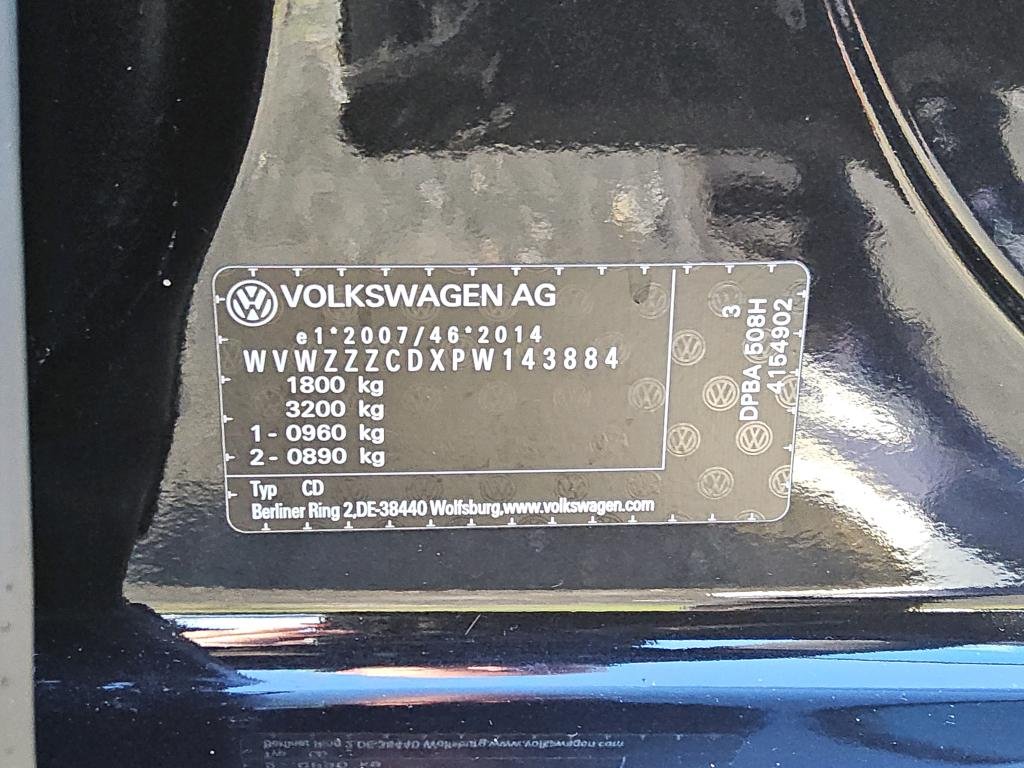 VOLKSWAGEN AG
e1*2007/46*2014
WVWZZZCDXPW143884
1800 kg
3200 kg
1 - 0960 kg
2 - 0890 kg
Typ CD
Berliner Ring 2,DE-38440 Wolfsburg,www.volkswagen.com
3
DPBA 508H
4154902